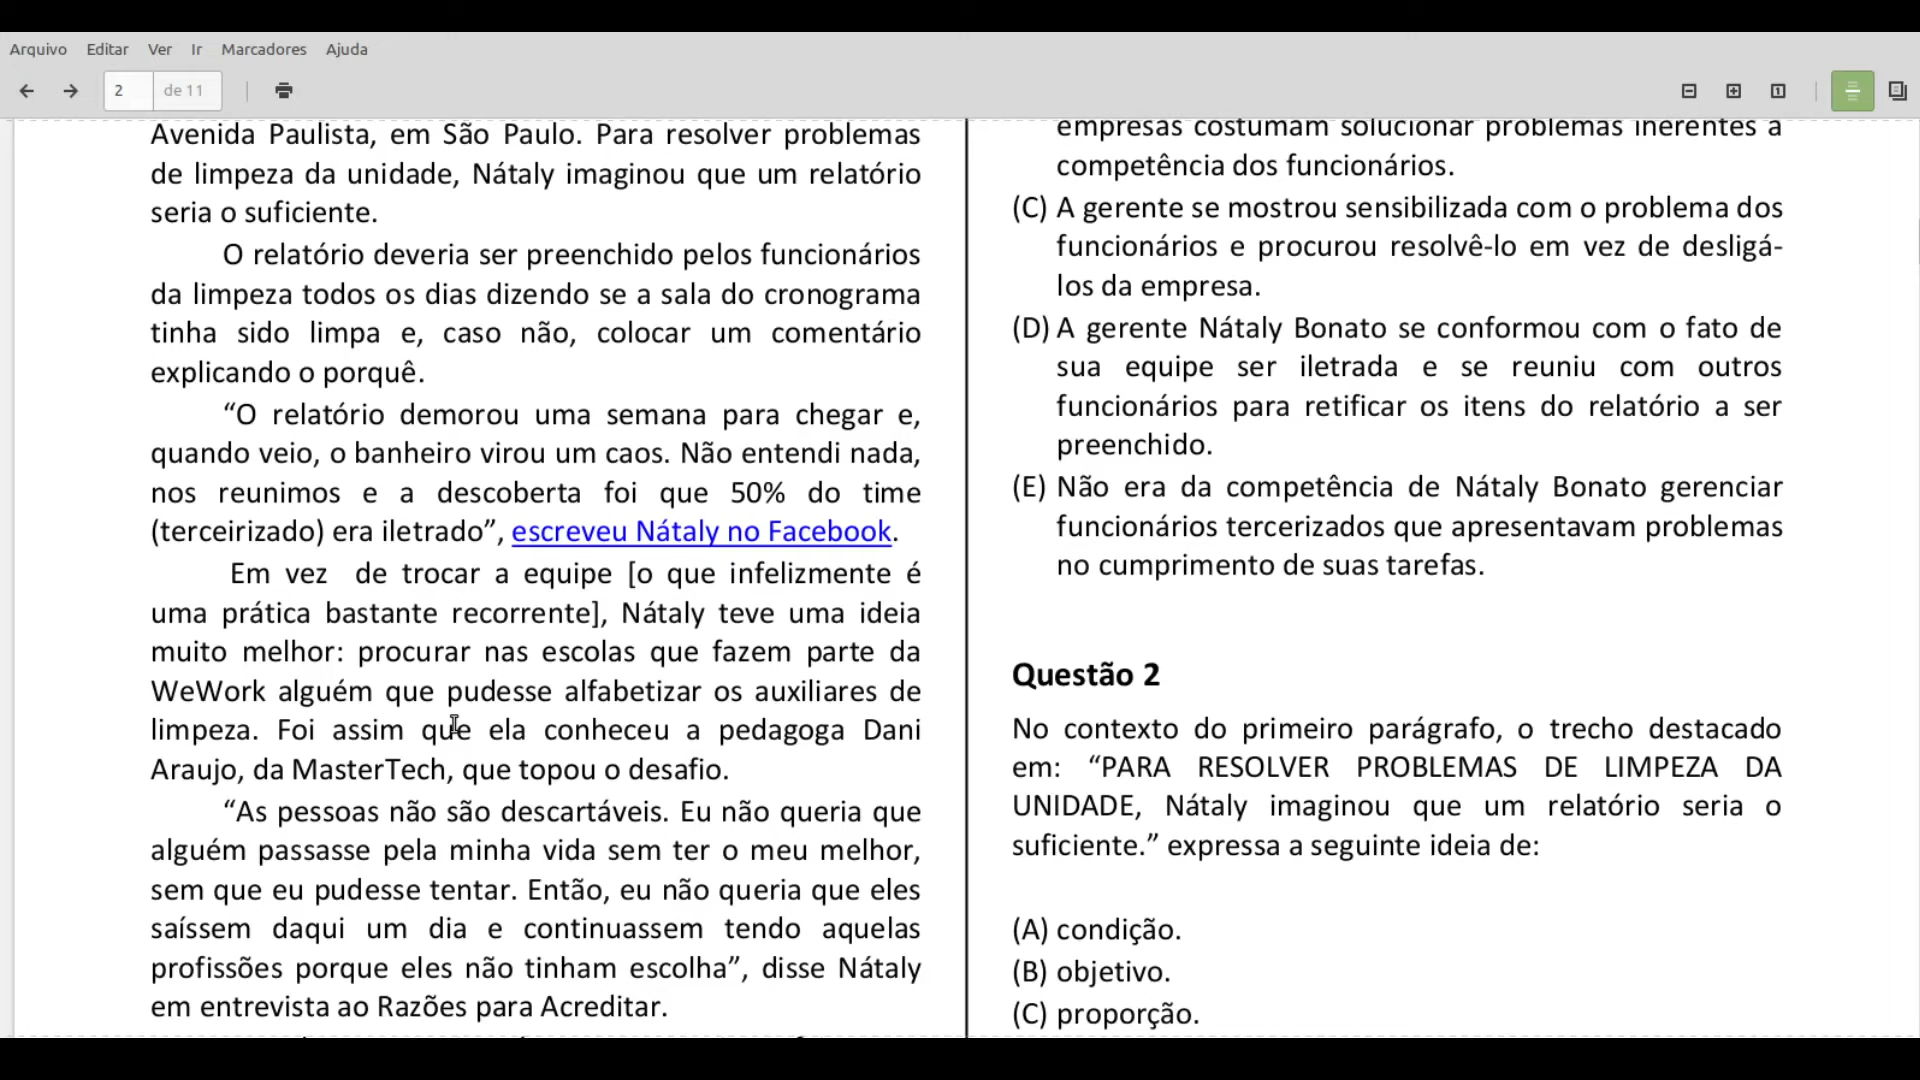 Arquivo Editar Ver Ir Marcadores Ajuda
2 de 11
Avenida Paulista, em São Paulo. Para resolver problemas
de limpeza da unidade, Nátaly imaginou que um relatório
seria o suficiente.
O relatório deveria ser preenchido pelos funcionários
da limpeza todos os dias dizendo se a sala do cronograma
tinha sido limpa e, caso não, colocar um comentário
explicando o porquê.
“O relatório demorou uma semana para chegar e,
quando veio, o banheiro virou um caos. Não entendi nada,
nos reunimos e a descoberta foi que 50% do time
(terceirizado) era iletrado”, escreveu Nátaly no Facebook.
Em vez de trocar a equipe [o que infelizmente é
uma prática bastante recorrente], Nátaly teve uma ideia
muito melhor: procurar nas escolas que fazem parte da
WeWork alguém que pudesse alfabetizar os auxiliares de
limpeza. Foi assim que ela conheceu a pedagoga Dani
Araujo, da MasterTech, que topou o desafio.
“As pessoas não são descartáveis. Eu não queria que
alguém passasse pela minha vida sem ter o meu melhor,
sem que eu pudesse tentar. Então, eu não queria que eles
saíssem daqui um dia e continuassem tendo aquelas
profissões porque eles não tinham escolha”, disse Nátaly
em entrevista ao Razões para Acreditar.
empresas costumam solucionar problemas inerentes à
competência dos funcionários.
(C) A gerente se mostrou sensibilizada com o problema dos
funcionários e procurou resolvê-lo em vez de desligá-
los da empresa.
(D) A gerente Nátaly Bonato se conformou com o fato de
sua equipe ser iletrada e se reuniu com outros
funcionários para retificar os itens do relatório a ser
preenchido.
(E) Não era da competência de Nátaly Bonato gerenciar
funcionários tercerizados que apresentavam problemas
no cumprimento de suas tarefas.
Questão 2
No contexto do primeiro parágrafo, o trecho destacado
em: “PARA RESOLVER PROBLEMAS DE LIMPEZA DA
UNIDADE, Nátaly imaginou que um relatório seria o
suficiente.” expressa a seguinte ideia de:
(A) condição.
(B) objetivo.
(C) proporção.